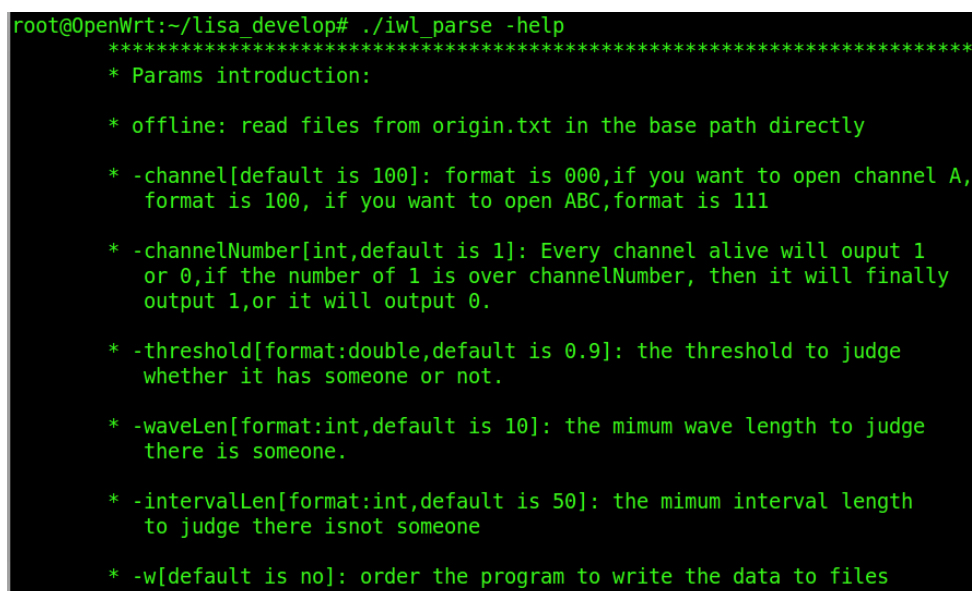 root@OpenWrt:~/lisa_develop# ./iwl_parse -help
************************************************************************
* Params introduction:
* offline: read files from origin.txt in the base path directly
* -channel[default is 100]: format is 000,if you want to open channel A,
format is 100, if you want to open ABC,format is 111
* -channelNumber[int,default is 1]: Every channel alive will ouput 1
or 0,if the number of 1 is over channelNumber, then it will finally
output 1,or it will output 0.
* -threshold[format:double,default is 0.9]: the threshold to judge
whether it has someone or not.
* -waveLen[format:int,default is 10]: the mimum wave length to judge
there is someone.
* -intervalLen[format:int,default is 50]: the mimum interval length
to judge there isnot someone
* -w[default is no]: order the program to write the data to files